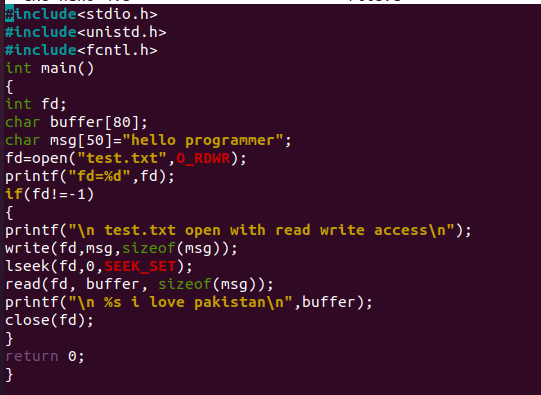 #include<stdio.h>
#include<unistd.h>
#include<fcntl.h>
int main()
{
int fd;
char buffer[80];
char msg[50]="hello programmer";
fd=open("test.txt",O_RDWR);
printf("fd=%d",fd);
if(fd!=-1)
{
printf("\n test.txt open with read write access\n");
write(fd,msg,sizeof(msg));
lseek(fd,0,SEEK_SET);
read(fd, buffer, sizeof(msg));
printf("\n %s i love pakistan\n",buffer);
close(fd);
}
return 0;
}